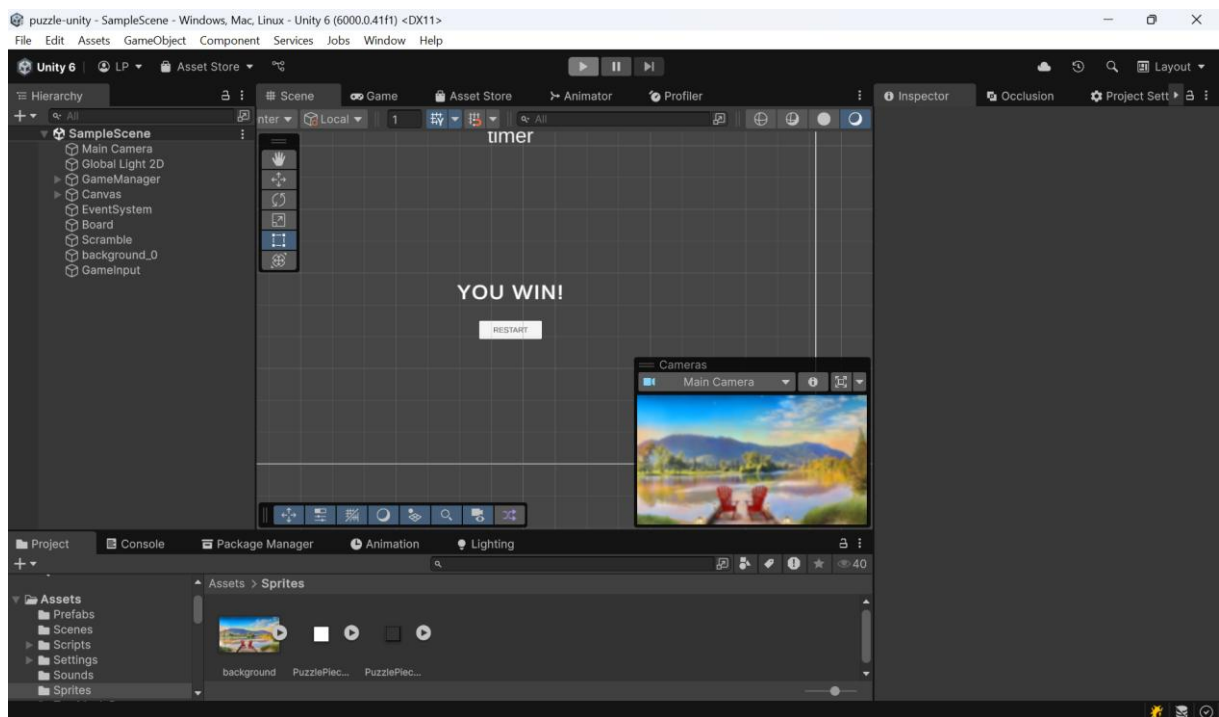 puzzle-unity - SampleScene - Windows, Mac, Linux - Unity 6 (6000.0.41f1) <DX11>
File Edit Assets GameObject Component Services Jobs Window Help
Unity 6 LP Asset Store Layout
Hierarchy Scene Game Asset Store Animator Profiler Inspector Occlusion Project Sett
All nter Local 1 All
SampleScene
Main Camera
Global Light 2D
GameManager
Canvas
EventSystem
Board
Scramble
background_0
GameInput
timer
YOU WIN!
RESTART
Cameras
Main Camera
Project Console Package Manager Animation Lighting
40
Assets > Sprites
Assets
Prefabs
Scenes
Scripts
Settings
Sounds
Sprites
background PuzzlePiec... PuzzlePiec...